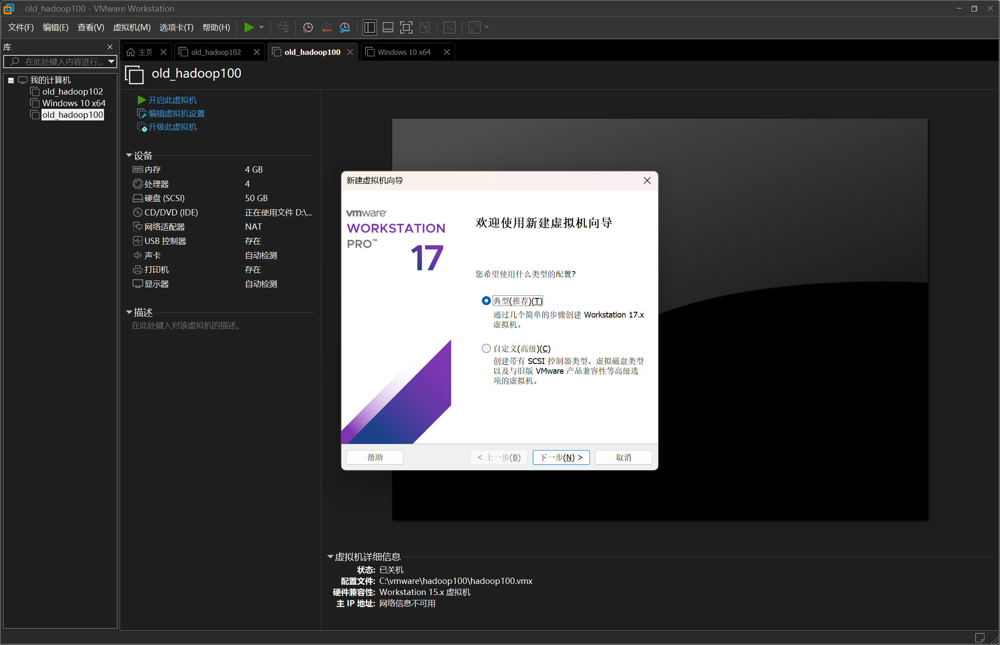 old_hadoop100 - VMware Workstation
文件(F) 编辑(E) 查看(V) 虚拟机(M) 选项卡(T) 帮助(H)
库
在此处键入内容进行...
我的计算机
old_hadoop102
Windows 10 x64
old_hadoop100
主页
old_hadoop102
old_hadoop100
Windows 10 x64
old_hadoop100
开启此虚拟机
编辑虚拟机设置
升级此虚拟机
设备
内存 4 GB
处理器 4
硬盘 (SCSI) 50 GB
CD/DVD (IDE) 正在使用文件 D:\...
网络适配器 NAT
USB 控制器 存在
声卡 自动检测
打印机 存在
显示器 自动检测
描述
在此处键入对该虚拟机的描述。
新建虚拟机向导
vmware®
WORKSTATION
PRO™
17
欢迎使用新建虚拟机向导
您希望使用什么类型的配置?
典型(推荐)(T)
通过几个简单的步骤创建 Workstation 17.x
虚拟机。
自定义(高级)(C)
创建带有 SCSI 控制器类型、虚拟磁盘类型
以及与旧版 VMware 产品兼容性等高级选
项的虚拟机。
帮助
< 上一步(B)
下一步(N) >
取消
虚拟机详细信息
状态: 已关机
配置文件: C:\vmware\hadoop100\hadoop100.vmx
硬件兼容性: Workstation 15.x 虚拟机
主 IP 地址: 网络信息不可用